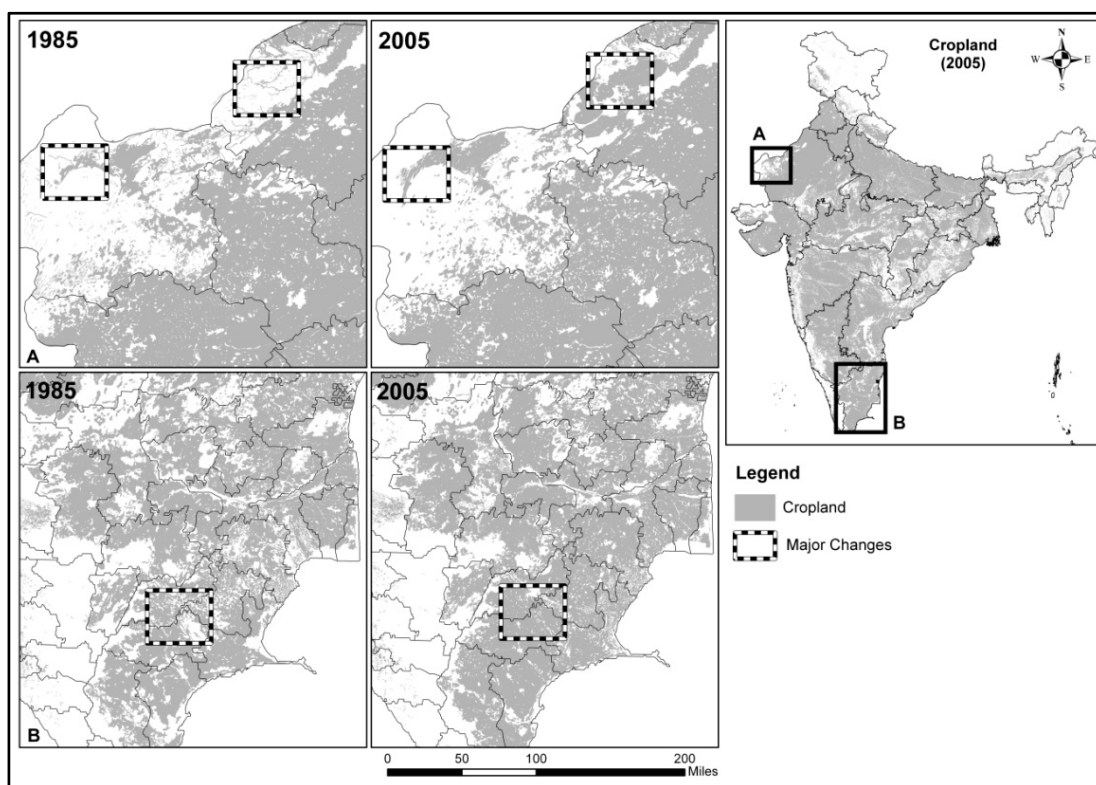 1985
A
2005
1985
B
2005
0 50 100 200
Miles
Cropland
(2005)
N
W E
S
A
B
Legend
Cropland
Major Changes